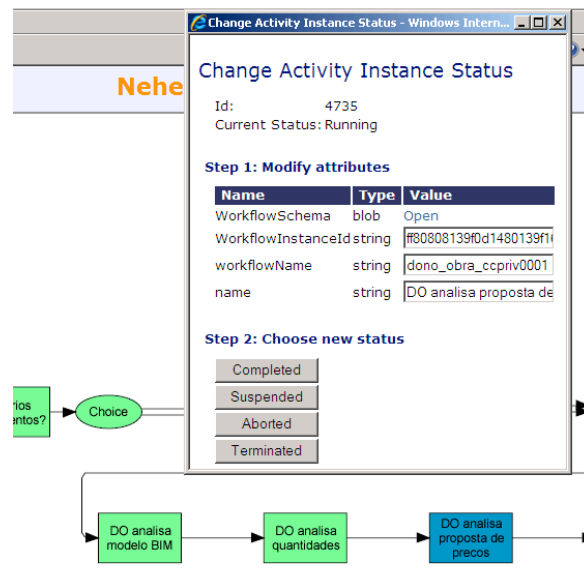 Change Activity Instance Status - Windows Intern...
Nehe
Change Activity Instance Status
Id: 4735
Current Status: Running
Step 1: Modify attributes
Name Type Value
WorkflowSchema blob Open
WorkflowInstanceId string ff80808139f0d1480139f1
workflowName string dono_obra_ccpriv0001
name string DO analisa proposta de
Step 2: Choose new status
Completed
Suspended
Aborted
Terminated
rios
entos?
Choice
DO analisa
modelo BIM
DO analisa
quantidades
DO analisa
proposta de
precos